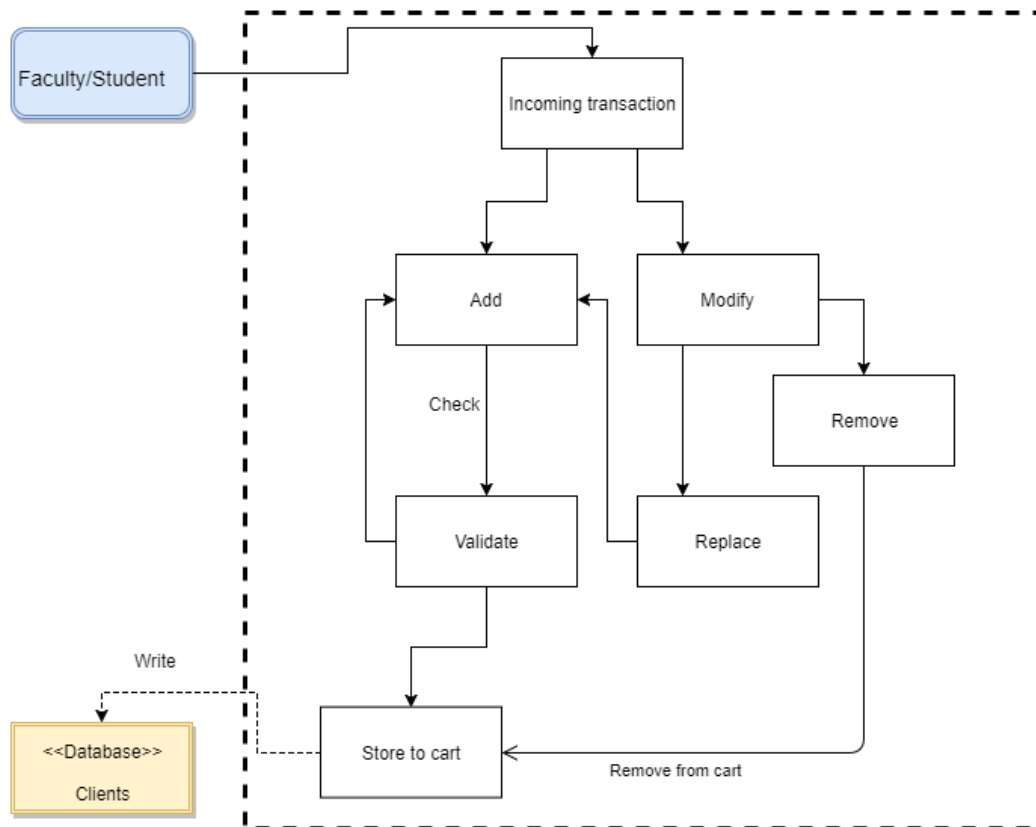 Faculty/Student
Incoming transaction
Add
Modify
Check
Remove
Validate
Replace
Write
<<Database>>
Clients
Store to cart
Remove from cart